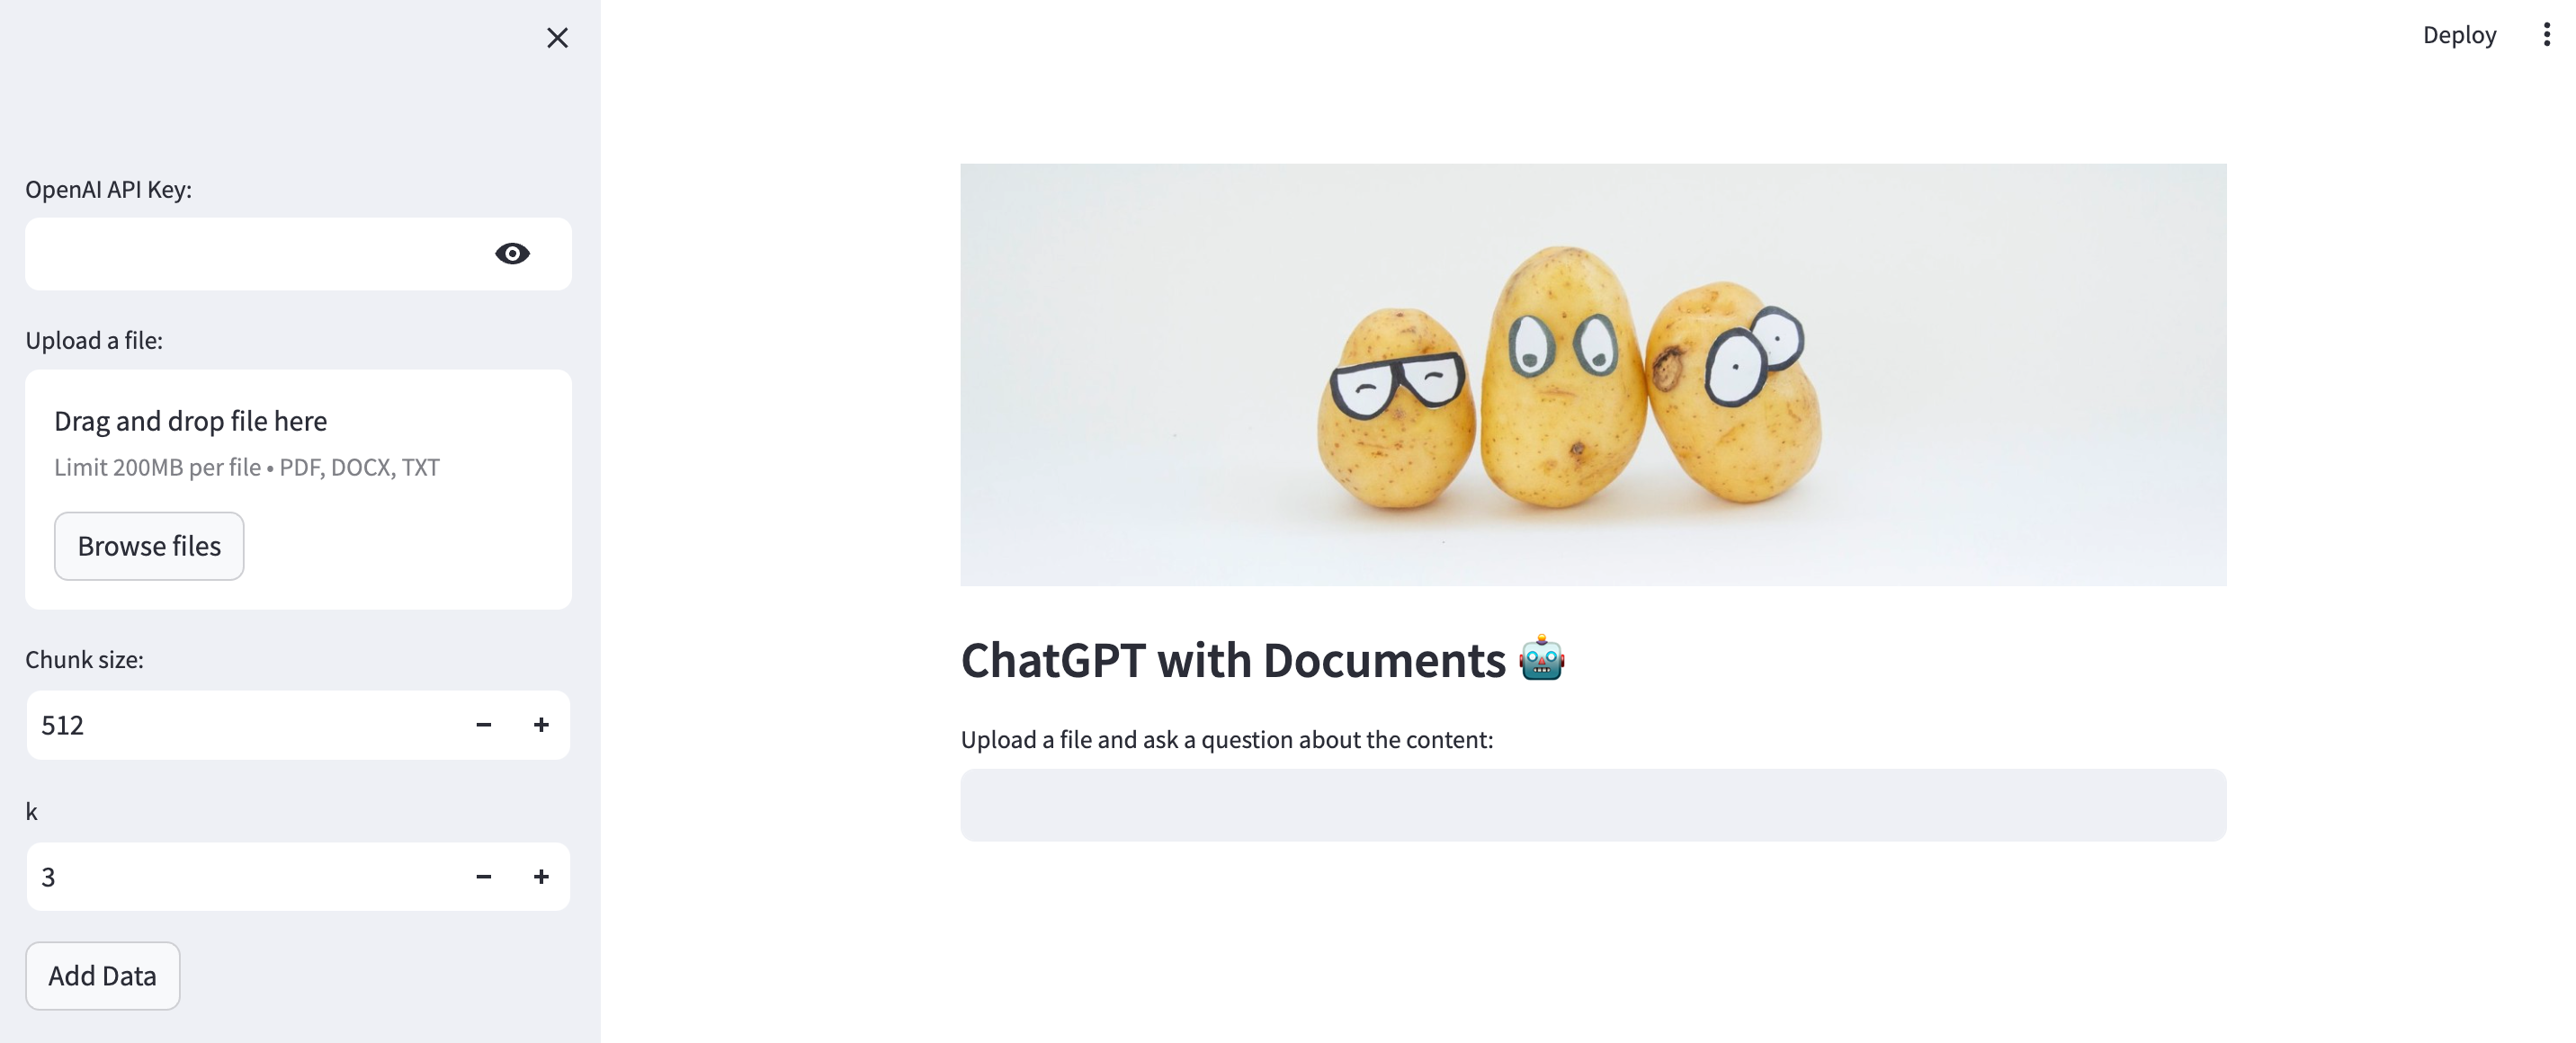 Deploy
OpenAI API Key:
Upload a file:
Drag and drop file here
Limit 200MB per file • PDF, DOCX, TXT
Browse files
Chunk size:
512
k
3
Add Data
ChatGPT with Documents 🤖
Upload a file and ask a question about the content: